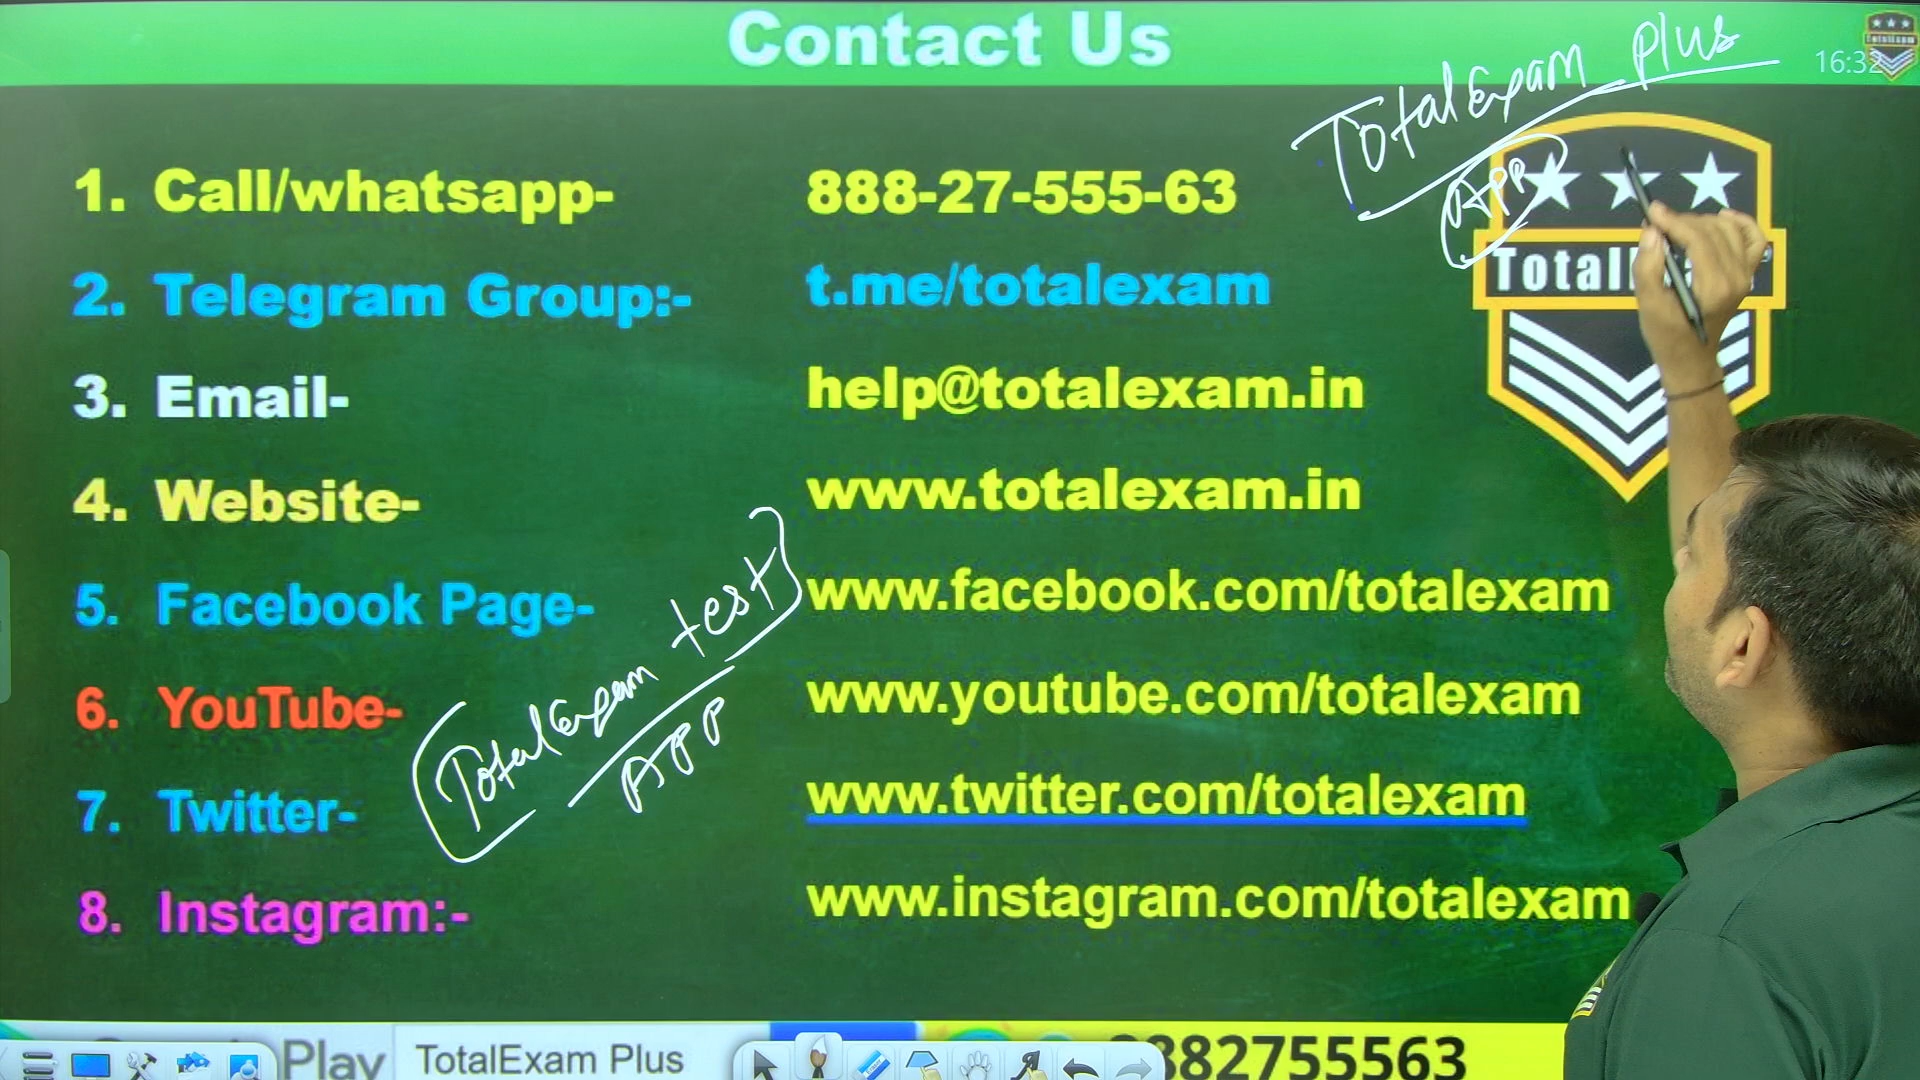 Contact Us
TotalExam Plus
APP
16:32
TotalExam
1. Call/whatsapp- 888-27-555-63
2. Telegram Group:- t.me/totalexam
3. Email- help@totalexam.in
4. Website- www.totalexam.in
5. Facebook Page- www.facebook.com/totalexam
6. YouTube- www.youtube.com/totalexam
7. Twitter- www.twitter.com/totalexam
8. Instagram:- www.instagram.com/totalexam
TotalExam test
APP
Play TotalExam Plus 882755563